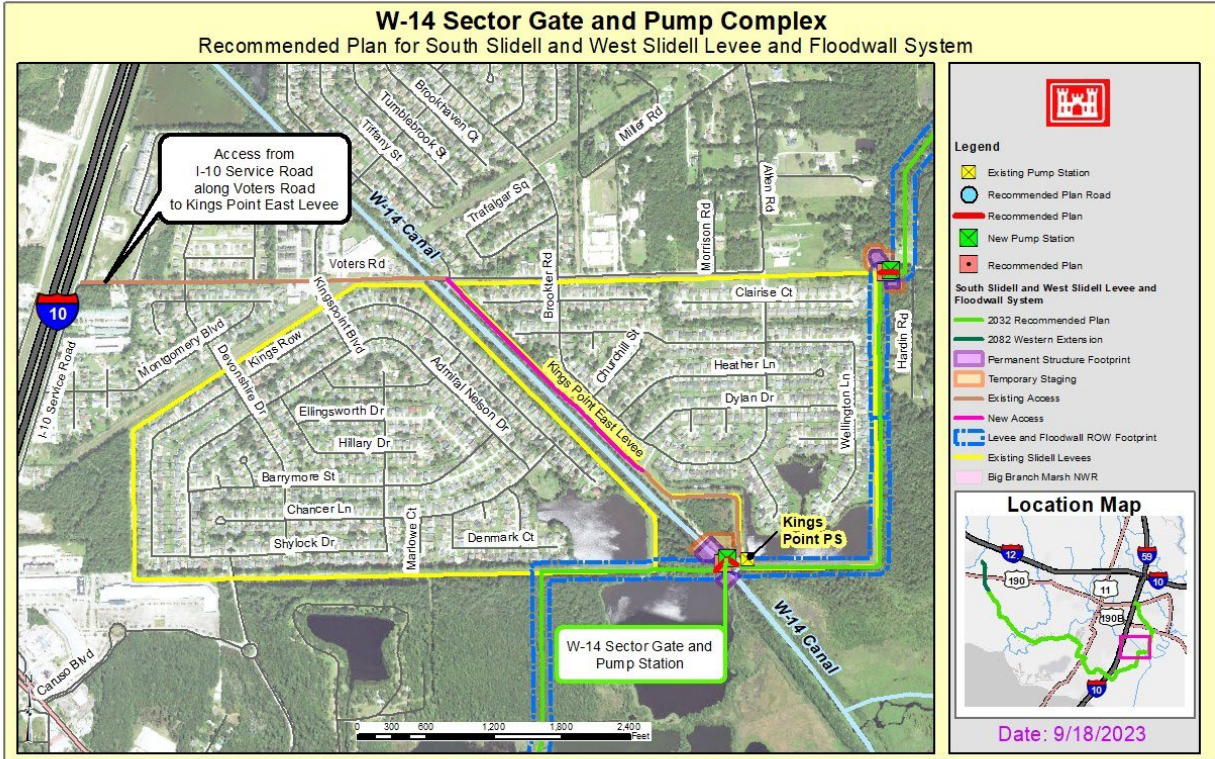 W-14 Sector Gate and Pump Complex
Recommended Plan for South Slidell and West Slidell Levee and Floodwall System
Access from
I-10 Service Road
along Voters Road
to Kings Point East Levee
Brookhaven Ct
Tumblebrook St
Tiffany St
Miller Rd
Trafalgar Sq
Allen Rd
Morrison Rd
W-14 Canal
Voters Rd
Brookter Rd
Clairise Ct
10
Kingspoint Blvd
Montgomery Blvd
Kings Row
Devonshire Dr
I-10 Service Road
Churchill St
Hardin Rd
Heather Ln
Admiral Nelson Dr
Kings Point East Levee
Dylan Dr
Wellington Ln
Ellingsworth Dr
Hillary Dr
Barrymore St
Chancer Ln
Marlowe Ct
Denmark Ct
Shylock Dr
Kings
Point PS
W-14 Canal
W-14 Sector Gate and
Pump Station
Caruso Blvd
0 300 600 1,200 1,800 2,400
Feet
Legend
Existing Pump Station
Recommended Plan Road
Recommended Plan
New Pump Station
Recommended Plan
South Slidell and West Slidell Levee and
Floodwall System
2032 Recommended Plan
2082 Western Extension
Permanent Structure Footprint
Temporary Staging
Existing Access
New Access
Levee and Floodwall ROW Footprint
Existing Slidell Levees
Big Branch Marsh NWR
Location Map
12
59
190
11
10
190B
10
Date: 9/18/2023